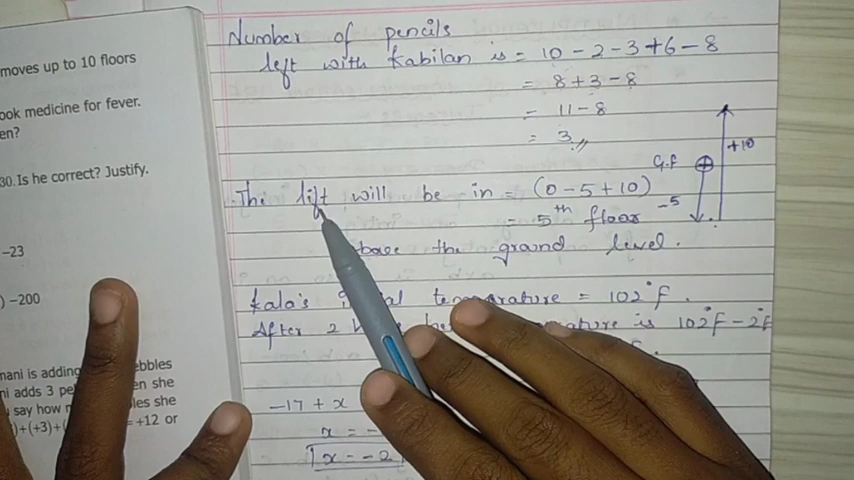 moves up to 10 floors
ook medicine for fever.
en?
30. Is he correct? Justify.
-23
) -200
mani is adding ebbles
ni adds 3 pe en she
say how les she
)+(+3)+( = +12 or
Number of pencils
left with Kabilan is = 10 - 2 - 3 + 6 - 8
= 8 + 3 - 8
= 11 - 8
= 3
The lift will be in = (0 - 5 + 10)
= 5th floor
the ground level.
G.F
+10
-5
Kala's temperature = 102°F.
After 2 is 102°F - 2°F
-17 + x
x = -
x = -2